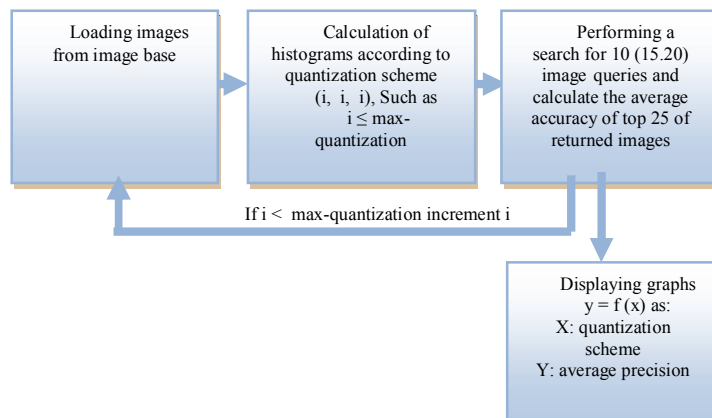 Loading images
from image base
Calculation of
histograms according to
quantization scheme
(i, i, i), Such as
i ≤ max-
quantization
Performing a
search for 10 (15.20)
image queries and
calculate the average
accuracy of top 25 of
returned images
If i < max-quantization increment i
Displaying graphs
y = f (x) as:
X: quantization
scheme
Y: average precision